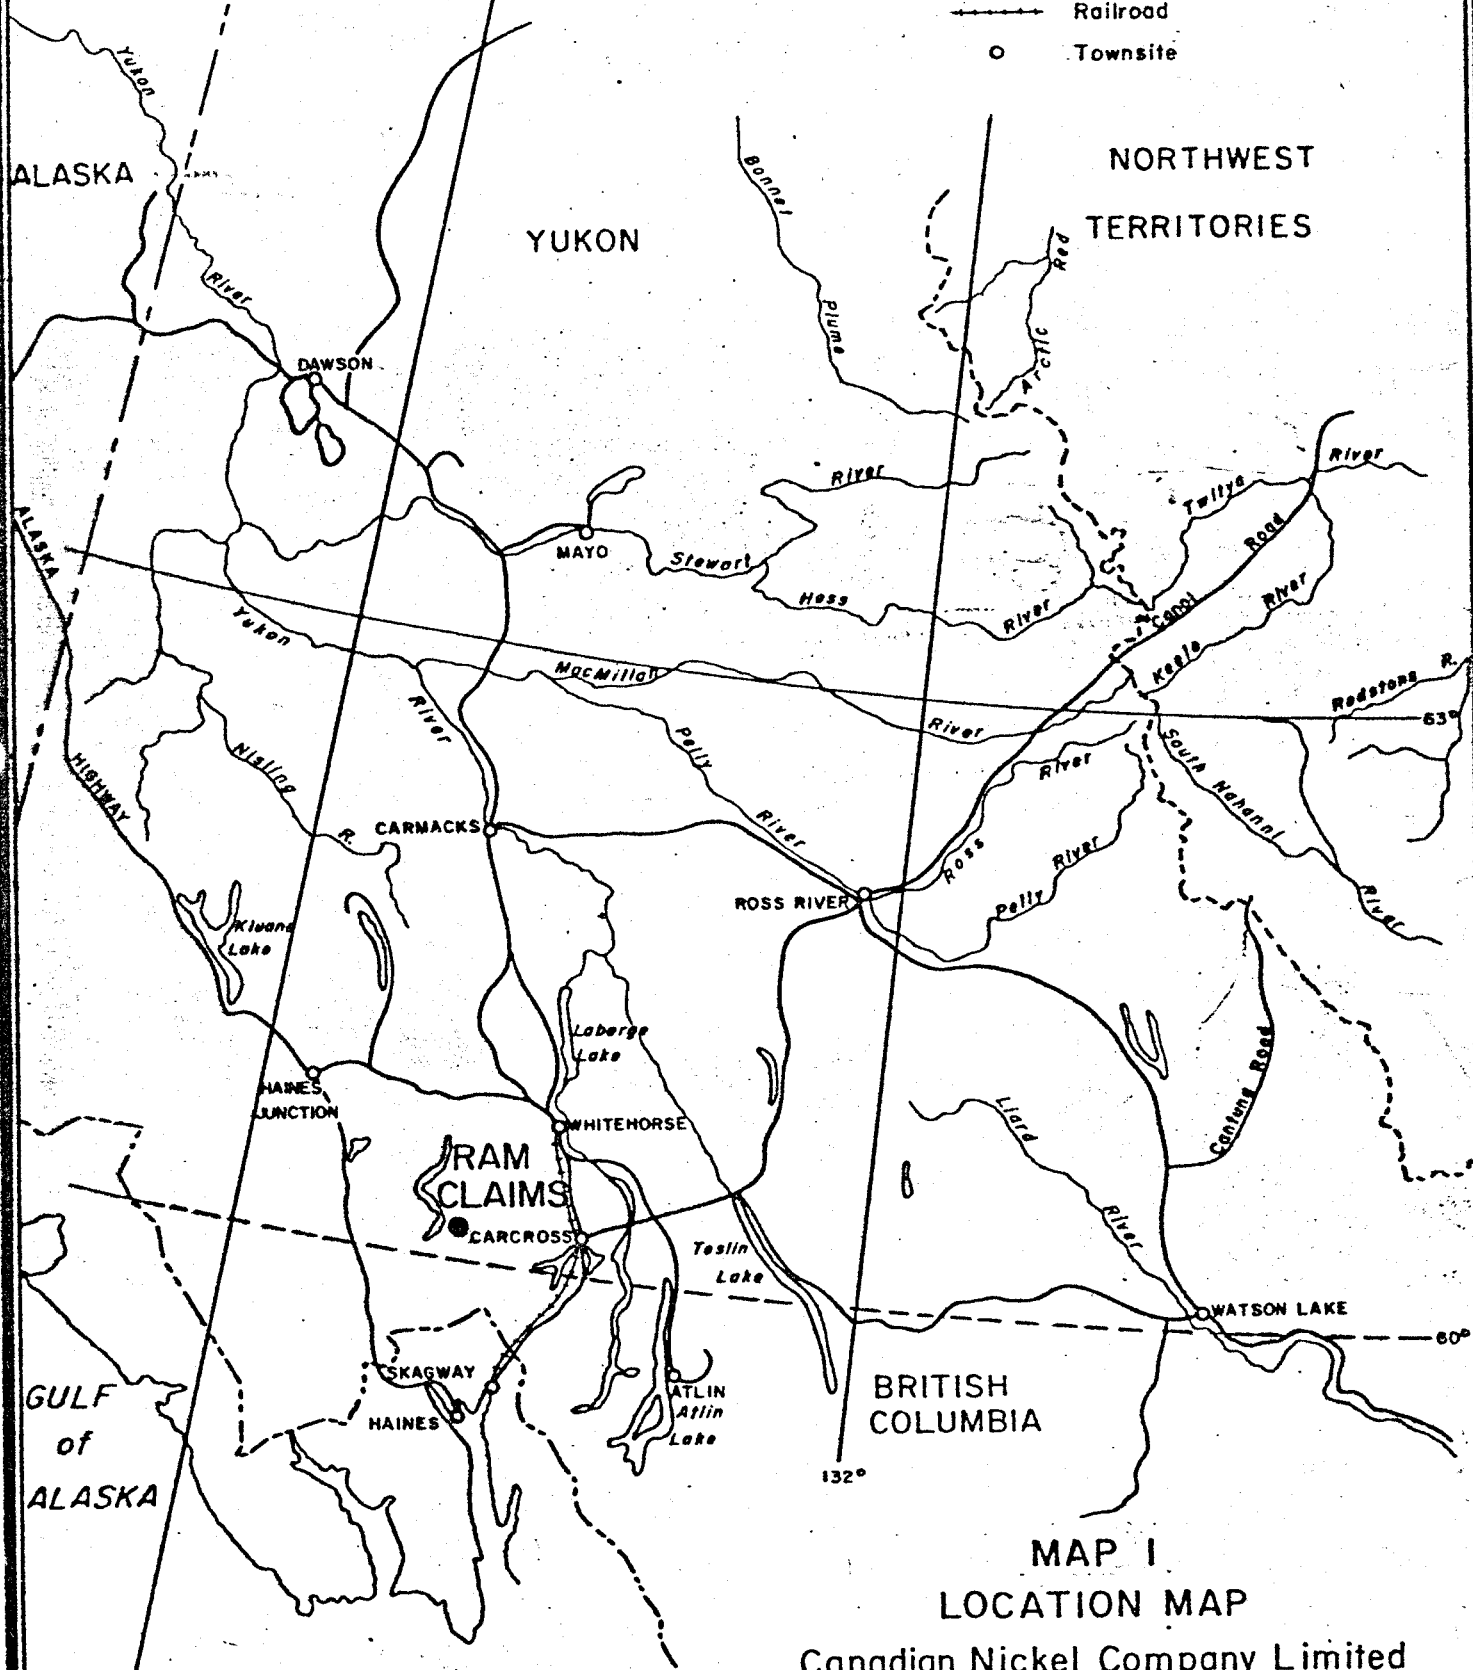 Railroad
Townsite
Yukon
ALASKA
NORTHWEST
TERRITORIES
YUKON
Bonnet
Plume
Red
Arctic
River
DAWSON
River
River
Twitya
Road
ALASKA
MAYO
Stewart
Hess
River
Canol
River
Keele
Yukon
MacMillan
River
Redstone R.
63°
River
Pelly
River
River
South Nahanni
River
HIGHWAY
Nisling
R.
CARMACKS
Ross
Pelly River
ROSS RIVER
Kluane
Lake
Laberge
Lake
Cantung Road
HAINES
JUNCTION
WHITEHORSE
Liard
River
RAM
CLAIMS
CARCROSS
Teslin
Lake
WATSON LAKE
60°
SKAGWAY
HAINES
ATLIN
Atlin
Lake
GULF
of
ALASKA
BRITISH
COLUMBIA
132°
MAP 1
LOCATION MAP
Canadian Nickel Company Limited